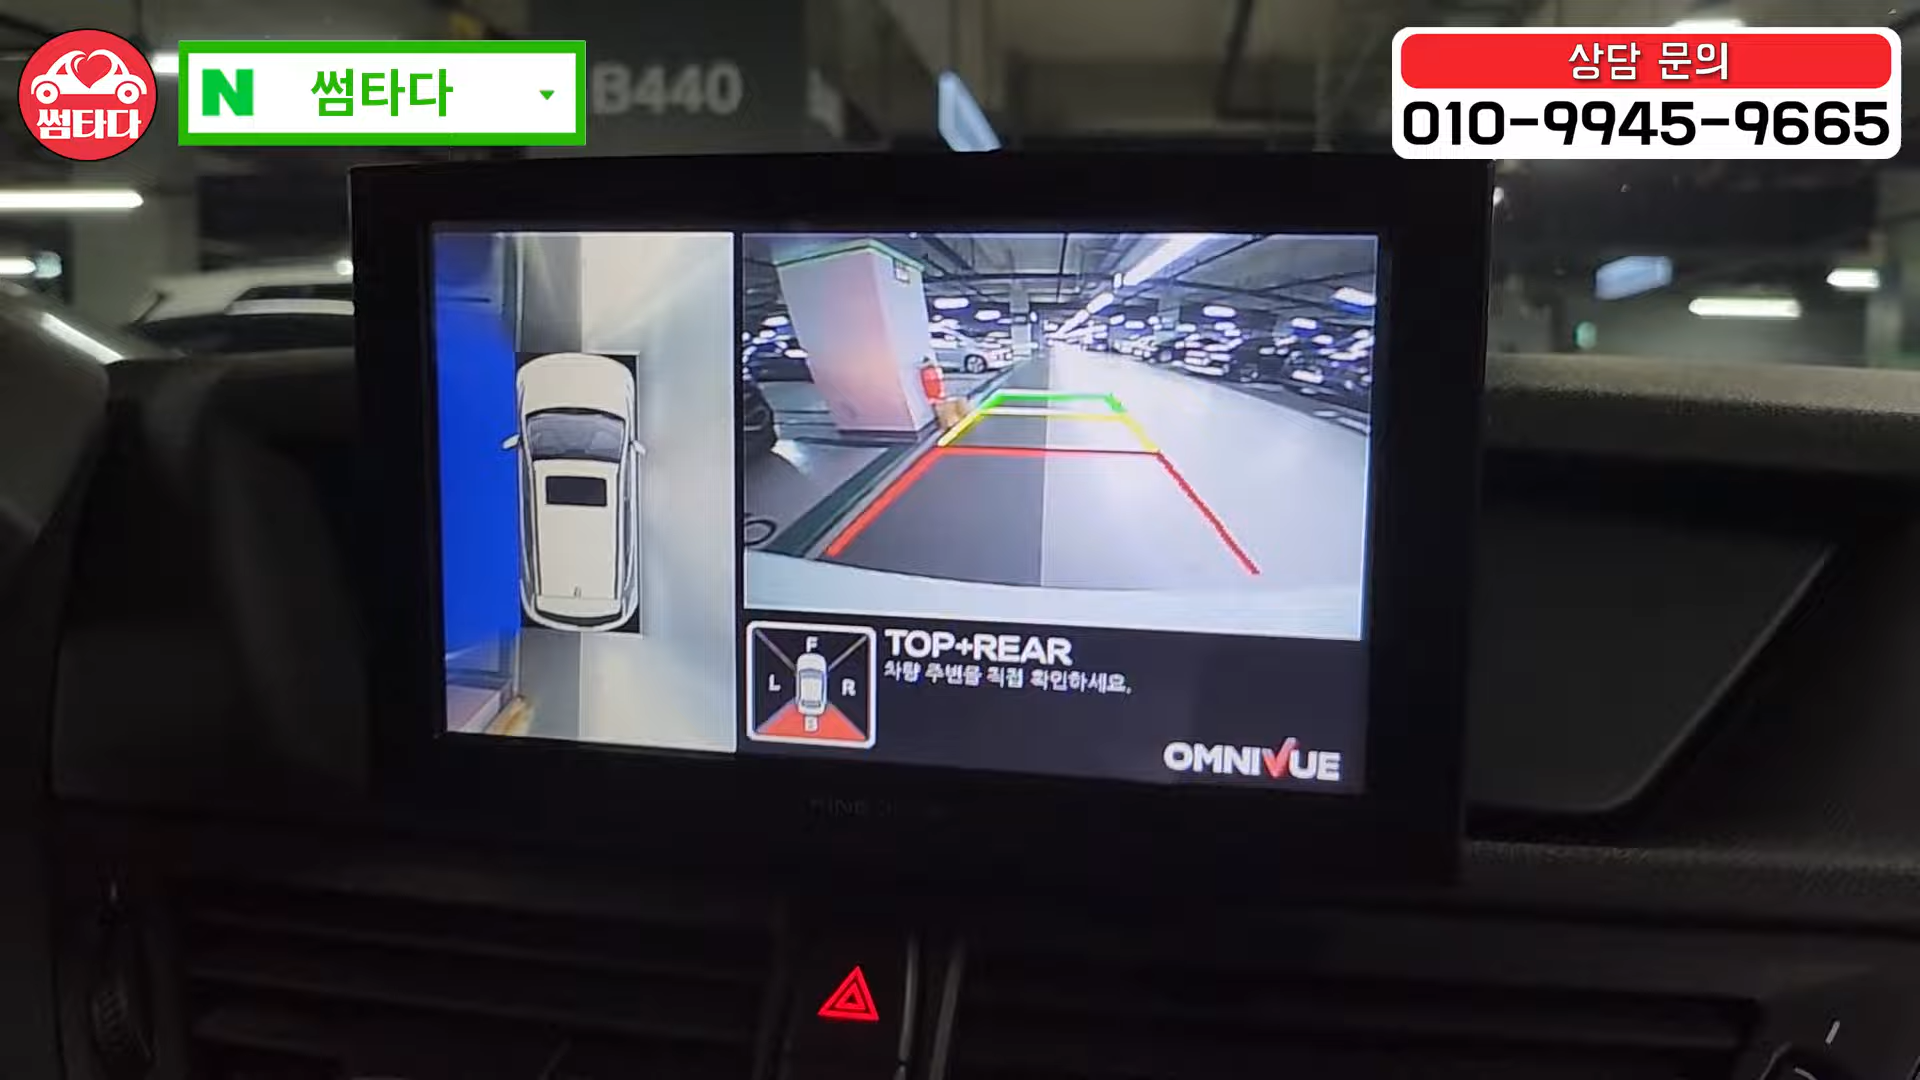 썸타다
N 썸타다
B440
상담 문의
010-9945-9665
F
L R
B
TOP+REAR
차량 주변을 직접 확인하세요.
OMNIVUE